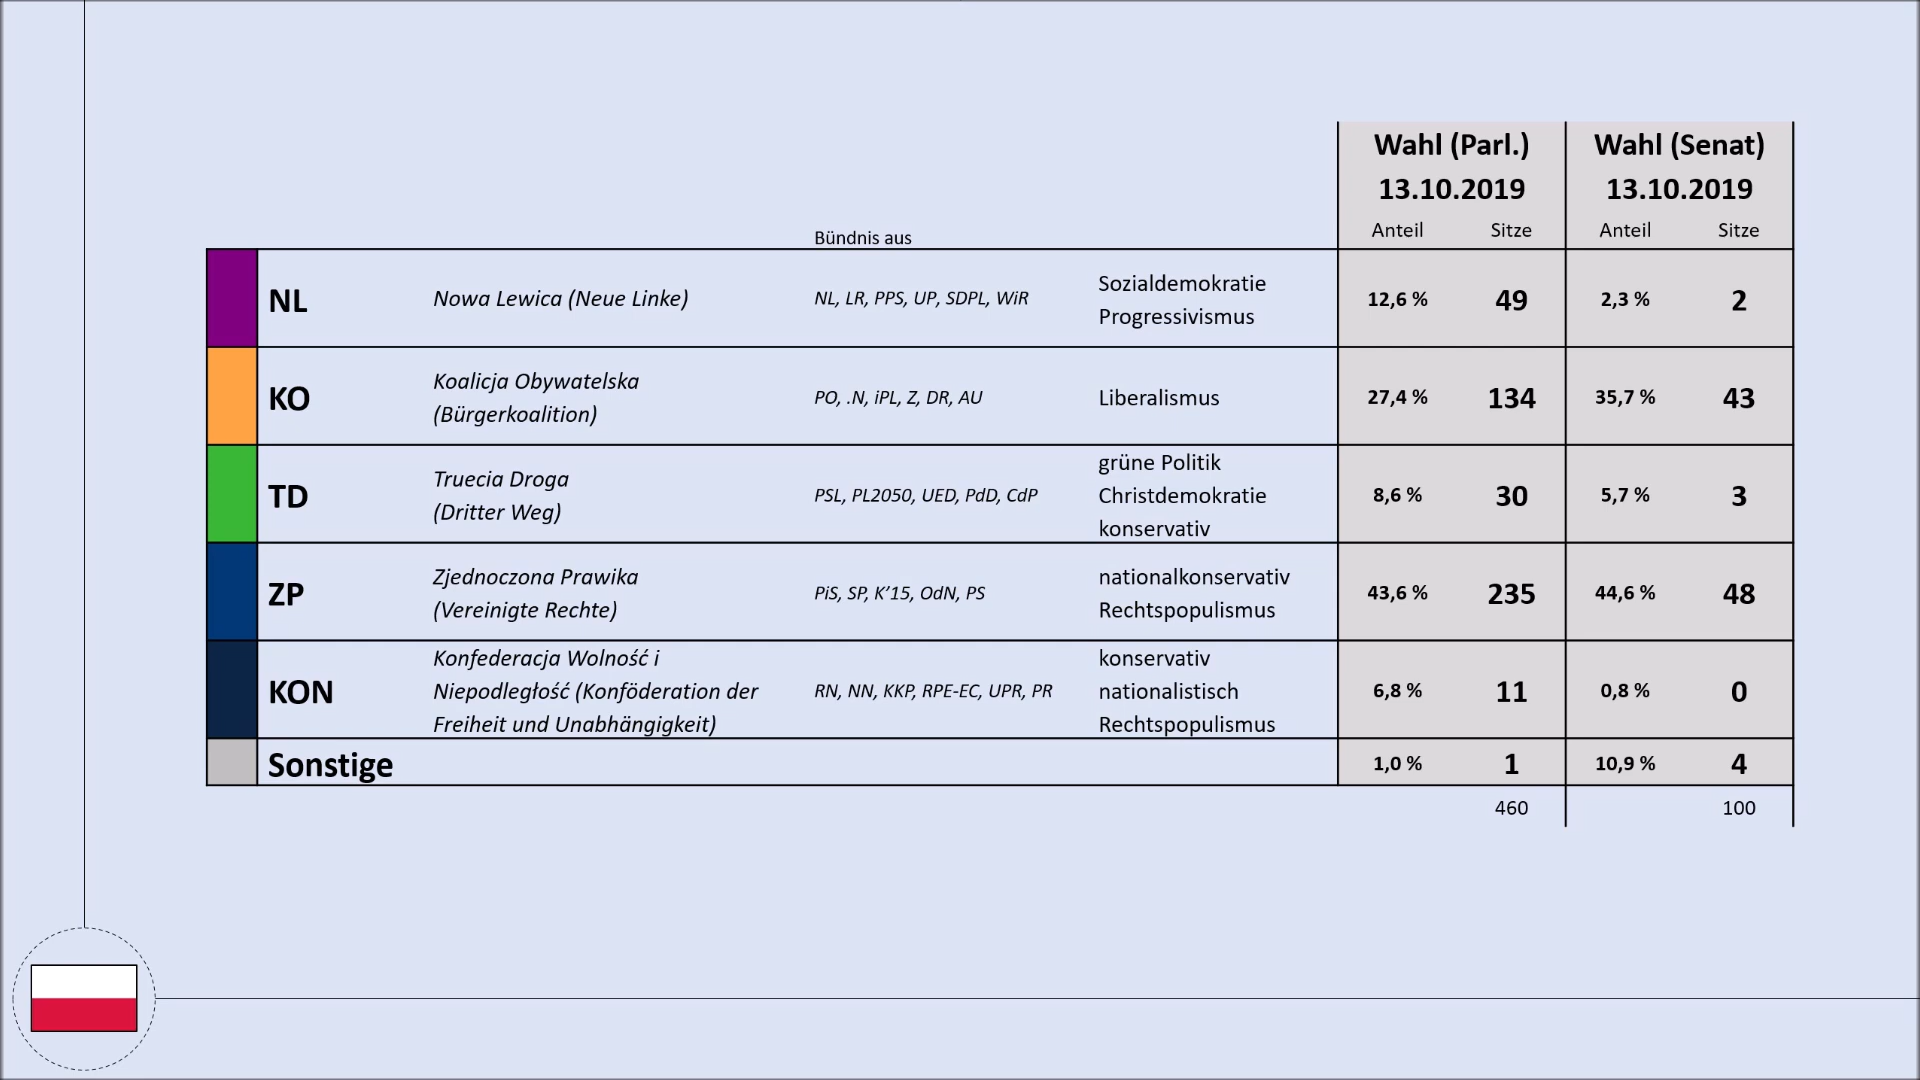 Wahl (Parl.) Wahl (Senat)
13.10.2019 13.10.2019
Bündnis aus Anteil Sitze Anteil Sitze
NL Nowa Lewica (Neue Linke) NL, LR, PPS, UP, SDPL, WiR Sozialdemokratie
Progressivismus 12,6 % 49 2,3 % 2
KO Koalicja Obywatelska
(Bürgerkoalition) PO, .N, iPL, Z, DR, AU Liberalismus 27,4 % 134 35,7 % 43
TD Truecia Droga
(Dritter Weg) PSL, PL2050, UED, PdD, CdP grüne Politik
Christdemokratie
konservativ 8,6 % 30 5,7 % 3
ZP Zjednoczona Prawika
(Vereinigte Rechte) PiS, SP, K’15, OdN, PS nationalkonservativ
Rechtspopulismus 43,6 % 235 44,6 % 48
KON Konfederacja Wolność i
Niepodległość (Konföderation der
Freiheit und Unabhängigkeit) RN, NN, KKP, RPE-EC, UPR, PR konservativ
nationalistisch
Rechtspopulismus 6,8 % 11 0,8 % 0
Sonstige 1,0 % 1 10,9 % 4
460 100